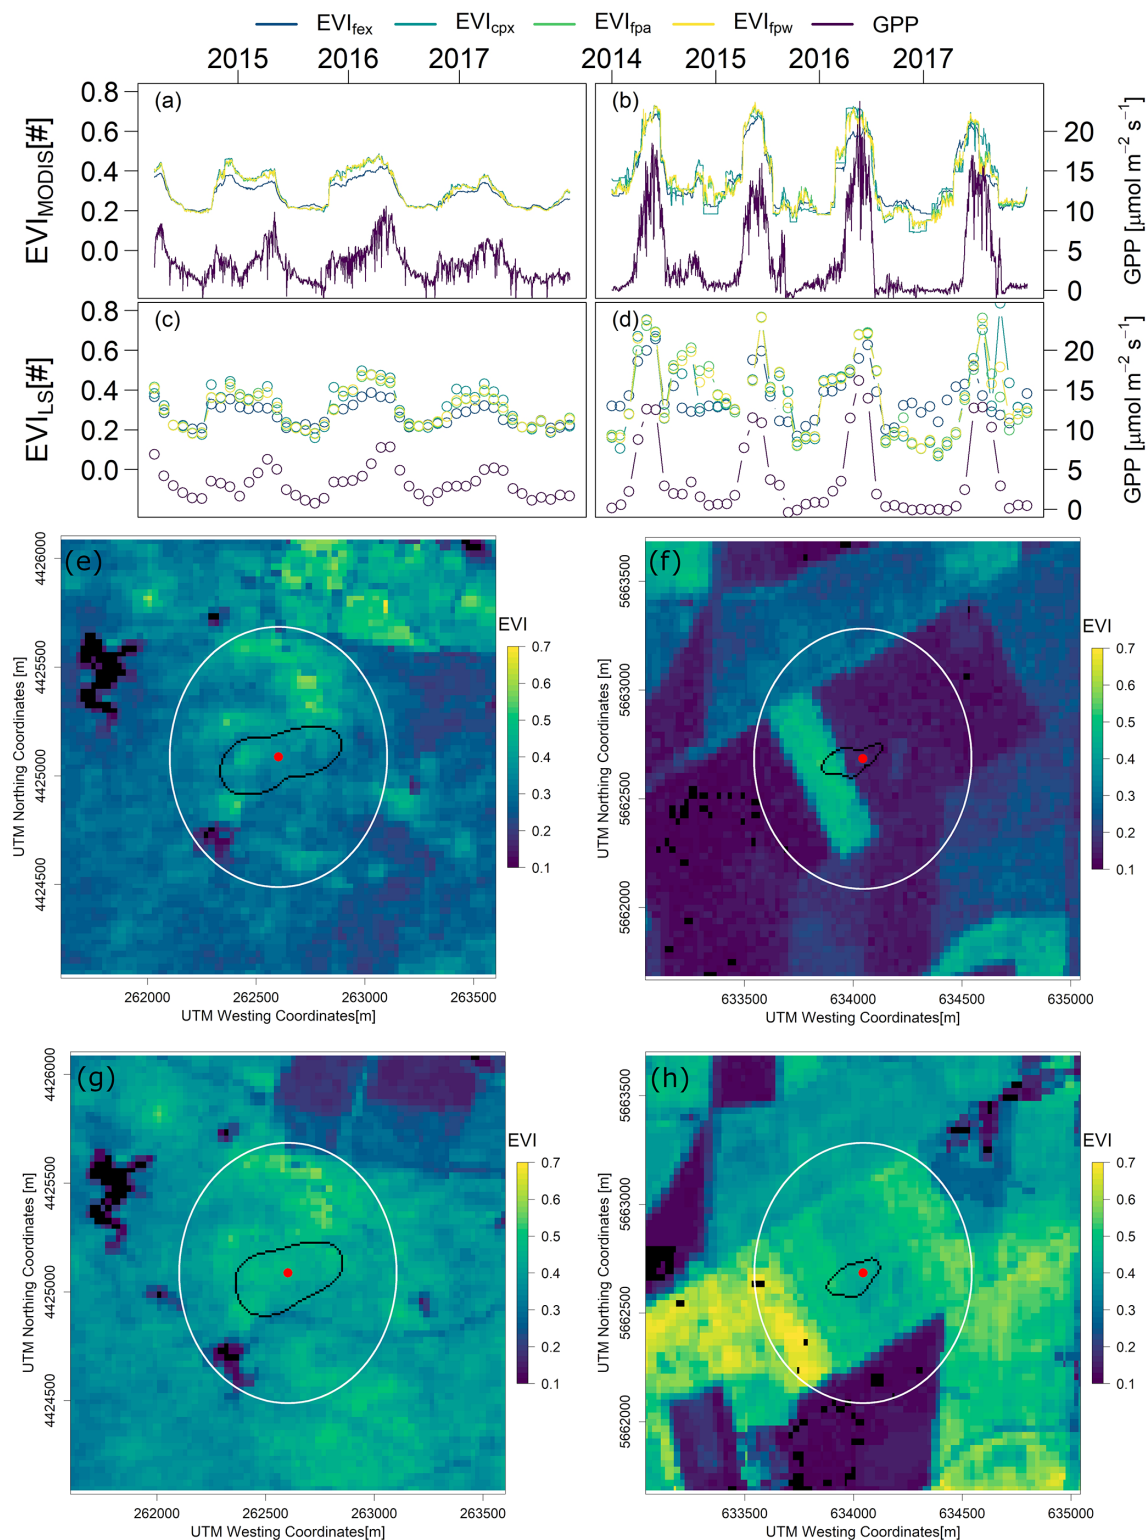 EVIfex EVIcpx EVIfpa EVIfpw GPP
2015 2016 2017 2014 2015 2016 2017
(a) (b)
EVIMODIS[#]
0.8
0.6
0.4
0.2
0.0
20
15
10
5
0
GPP [μmol m−2 s−1]
(c) (d)
EVILS[#]
0.8
0.6
0.4
0.2
0.0
20
15
10
5
0
GPP [μmol m−2 s−1]
(e)
UTM Northing Coordinates [m]
4426000
4425500
4425000
4424500
262000 262500 263000 263500
UTM Westing Coordinates[m]
EVI
0.7
0.6
0.5
0.4
0.3
0.2
0.1
(f)
UTM Northing Coordinates [m]
5663500
5663000
5662500
5662000
633500 634000 634500 635000
UTM Westing Coordinates[m]
EVI
0.7
0.6
0.5
0.4
0.3
0.2
0.1
(g)
UTM Northing Coordinates [m]
4426000
4425500
4425000
4424500
262000 262500 263000 263500
UTM Westing Coordinates[m]
EVI
0.7
0.6
0.5
0.4
0.3
0.2
0.1
(h)
UTM Northing Coordinates [m]
5663500
5663000
5662500
5662000
633500 634000 634500 635000
UTM Westing Coordinates[m]
EVI
0.7
0.6
0.5
0.4
0.3
0.2
0.1